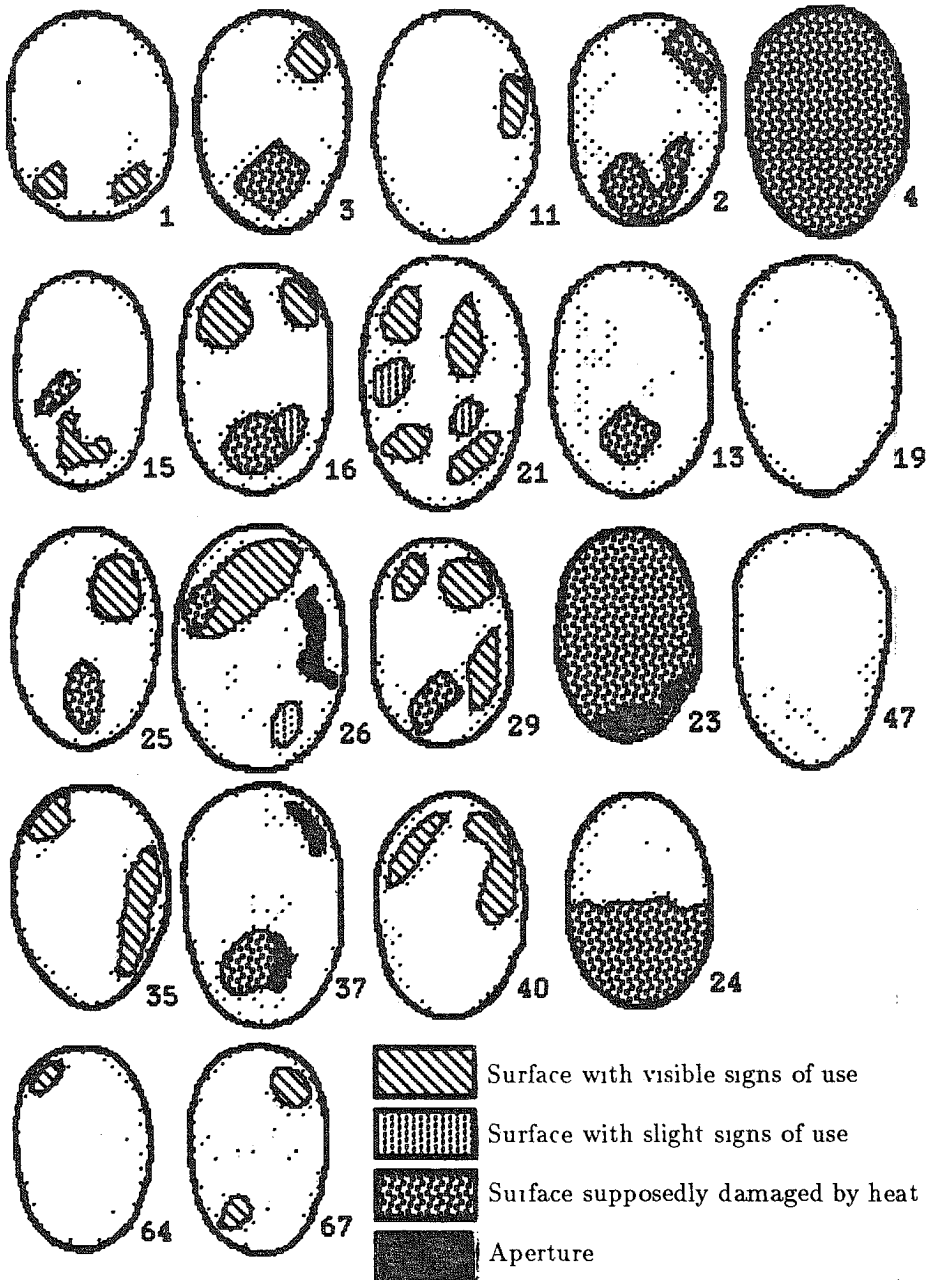 1 3 11 2 4
15 16 21 13 19
25 26 29 23 47
35 37 40 24
64 67
Surface with visible signs of use
Surface with slight signs of use
Surface supposedly damaged by heat
Aperture